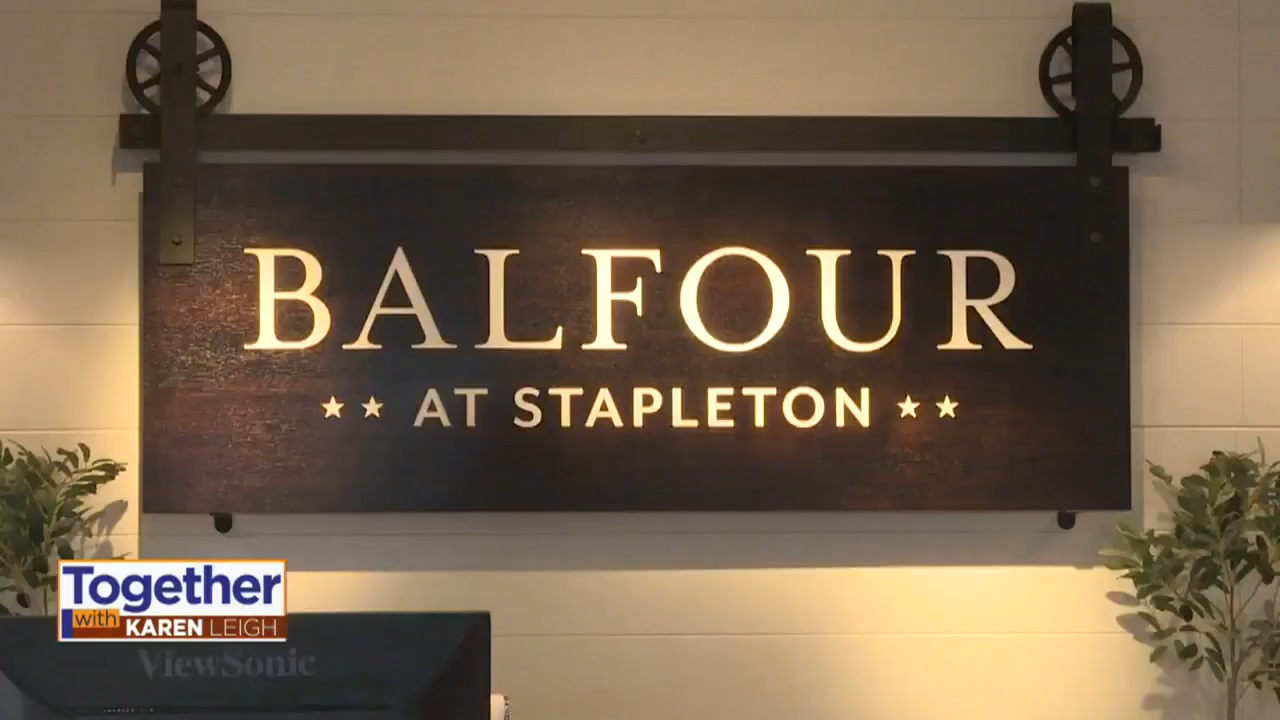 BALFOUR
★★ AT STAPLETON ★★
Together
with KAREN LEIGH
ViewSonic